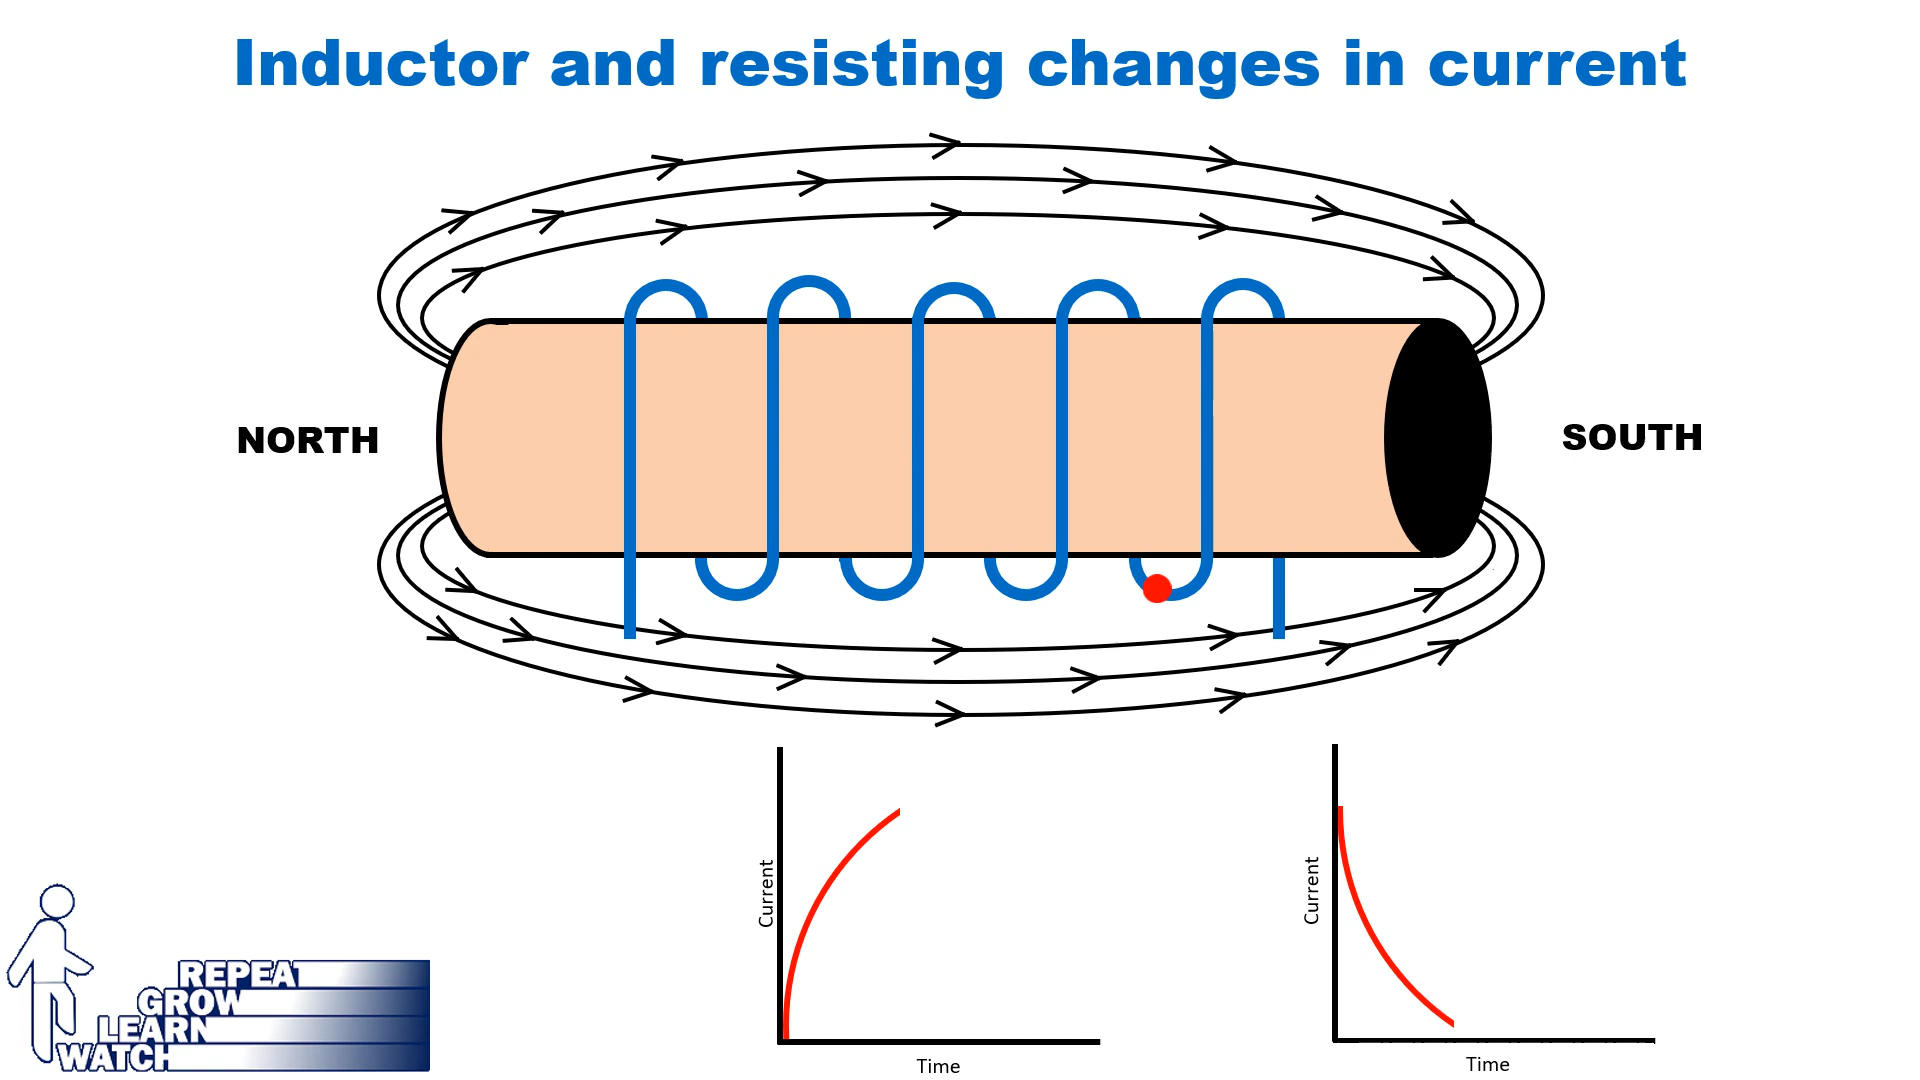 Inductor and resisting changes in current
NORTH
SOUTH
Current
Time
Current
Time
REPEAT
GROW
LEARN
WATCH